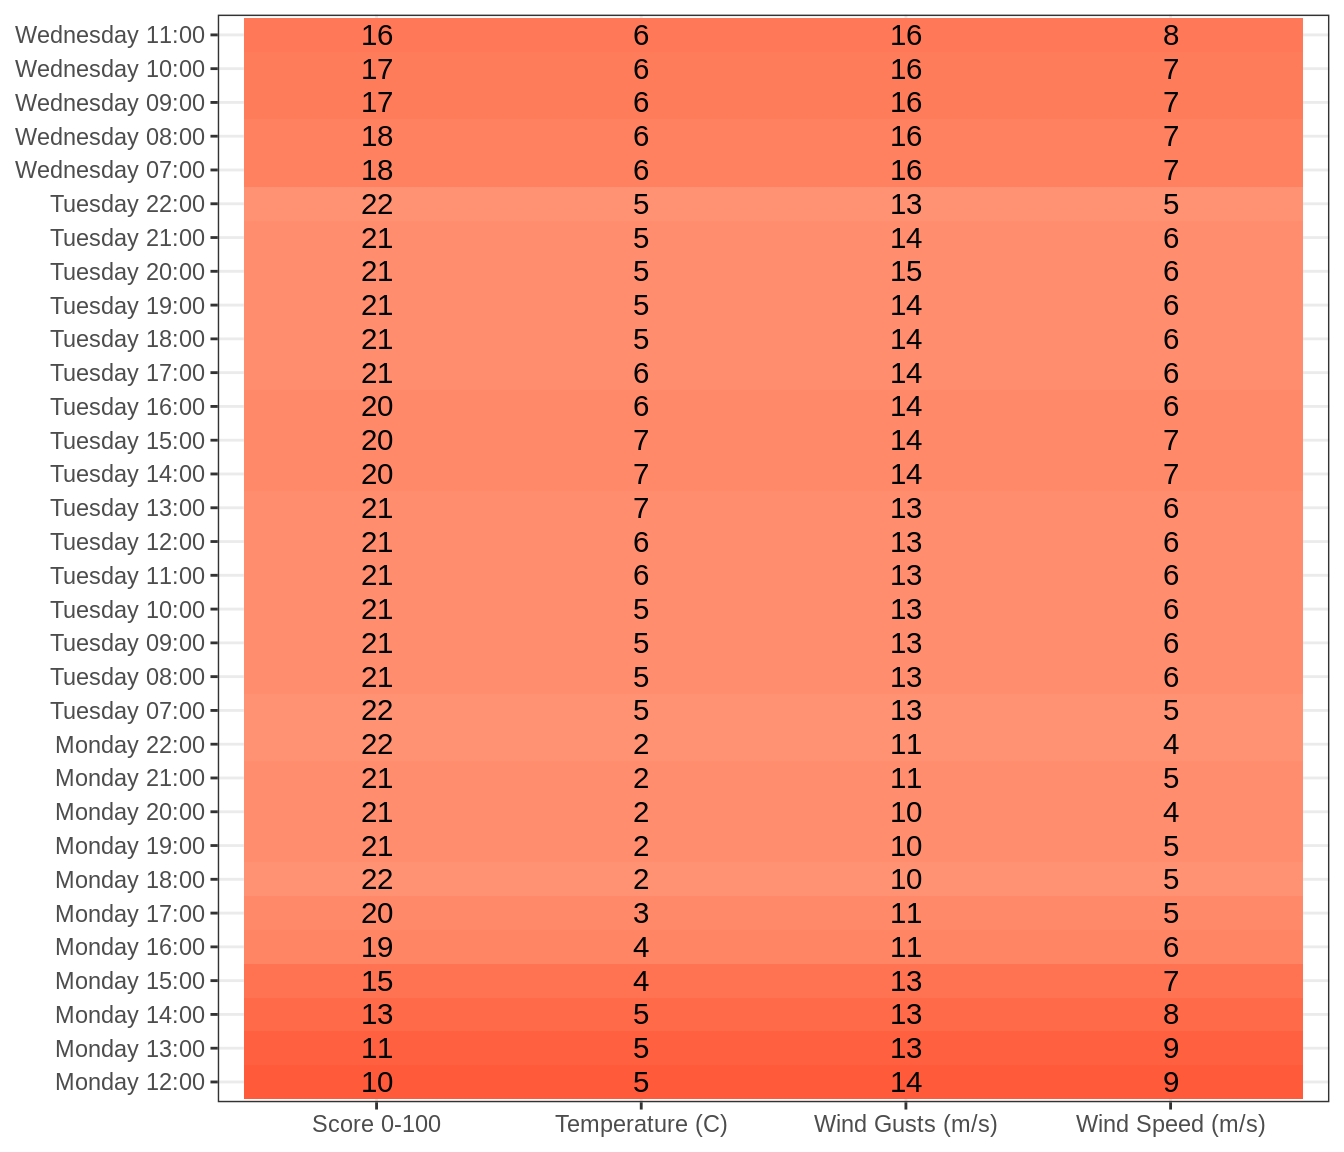 Wednesday 11:00 16 6 16 8
Wednesday 10:00 17 6 16 7
Wednesday 09:00 17 6 16 7
Wednesday 08:00 18 6 16 7
Wednesday 07:00 18 6 16 7
Tuesday 22:00 22 5 13 5
Tuesday 21:00 21 5 14 6
Tuesday 20:00 21 5 15 6
Tuesday 19:00 21 5 14 6
Tuesday 18:00 21 5 14 6
Tuesday 17:00 21 6 14 6
Tuesday 16:00 20 6 14 6
Tuesday 15:00 20 7 14 7
Tuesday 14:00 20 7 14 7
Tuesday 13:00 21 7 13 6
Tuesday 12:00 21 6 13 6
Tuesday 11:00 21 6 13 6
Tuesday 10:00 21 5 13 6
Tuesday 09:00 21 5 13 6
Tuesday 08:00 21 5 13 6
Tuesday 07:00 22 5 13 5
Monday 22:00 22 2 11 4
Monday 21:00 21 2 11 5
Monday 20:00 21 2 10 4
Monday 19:00 21 2 10 5
Monday 18:00 22 2 10 5
Monday 17:00 20 3 11 5
Monday 16:00 19 4 11 6
Monday 15:00 15 4 13 7
Monday 14:00 13 5 13 8
Monday 13:00 11 5 13 9
Monday 12:00 10 5 14 9
Score 0-100 Temperature (C) Wind Gusts (m/s) Wind Speed (m/s)